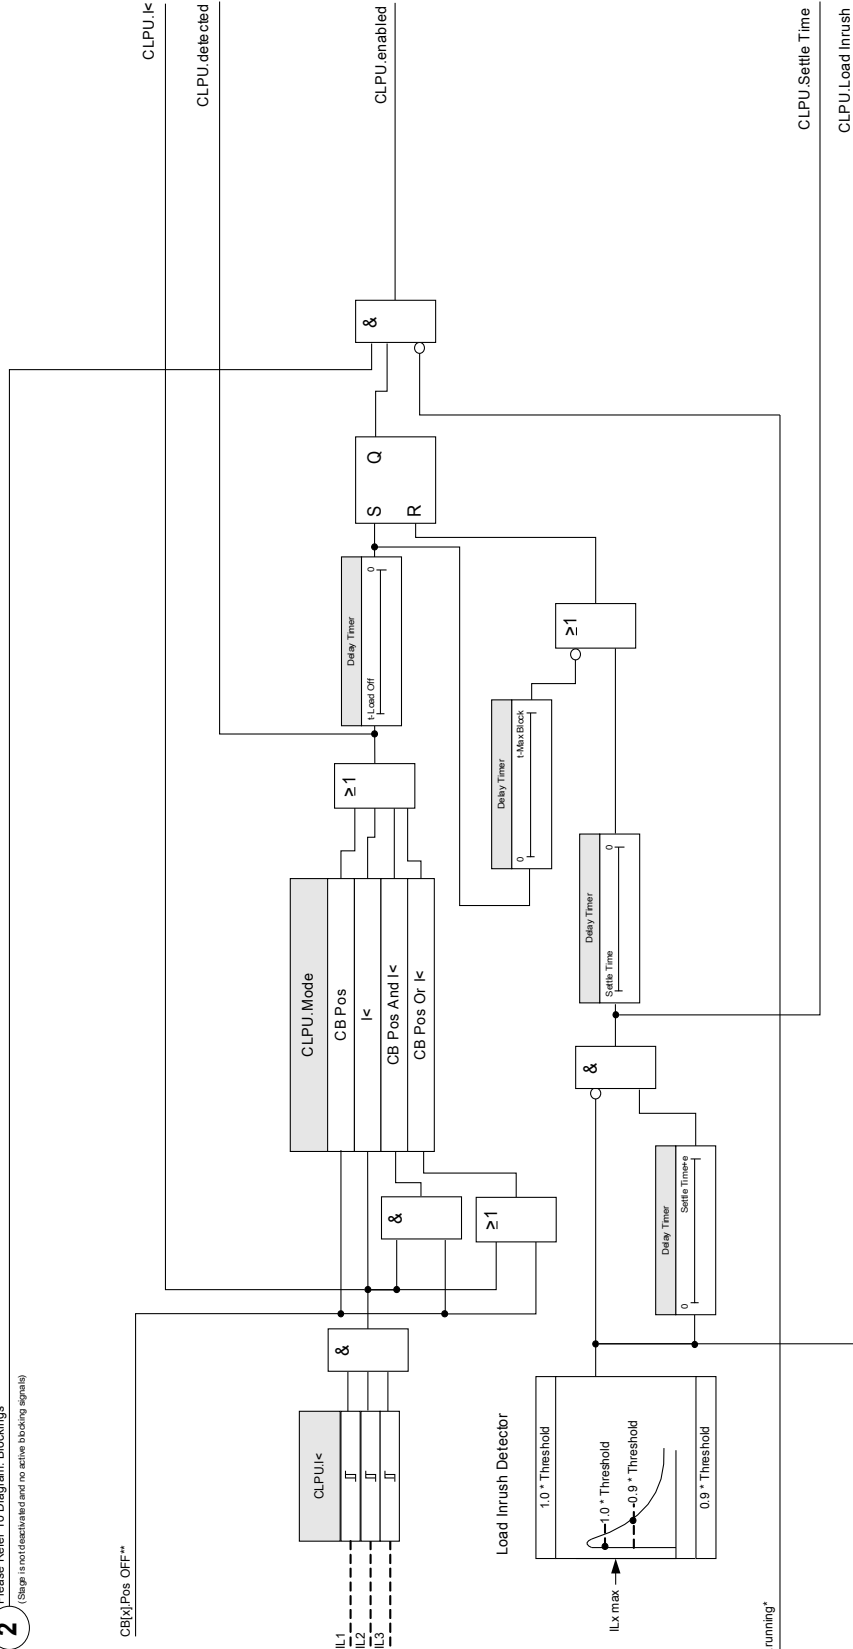 2
Please Refer To Diagram: Blockings
(Stage is not deactivated and no active blocking signals)
CLPU.I<
CLPU.detected
CLPU.enabled
CLPU.Settle Time
CLPU.Load Inrush
CB[x].Pos OFF**
IL1
IL2
IL3
CLPU.I<
&
&
≥1
CLPU.Mode
CB Pos
I<
CB Pos And I<
CB Pos Or I<
≥1
Delay Timer
t-Load Off
0
S
R
Q
&
Delay Timer
0
t-Max Block
≥1
Load Inrush Detector
ILx max
1.0 * Threshold
1.0 * Threshold
0.9 * Threshold
0.9 * Threshold
Delay Timer
0
Settle Time+e
&
Delay Timer
Settle Time
0
running*